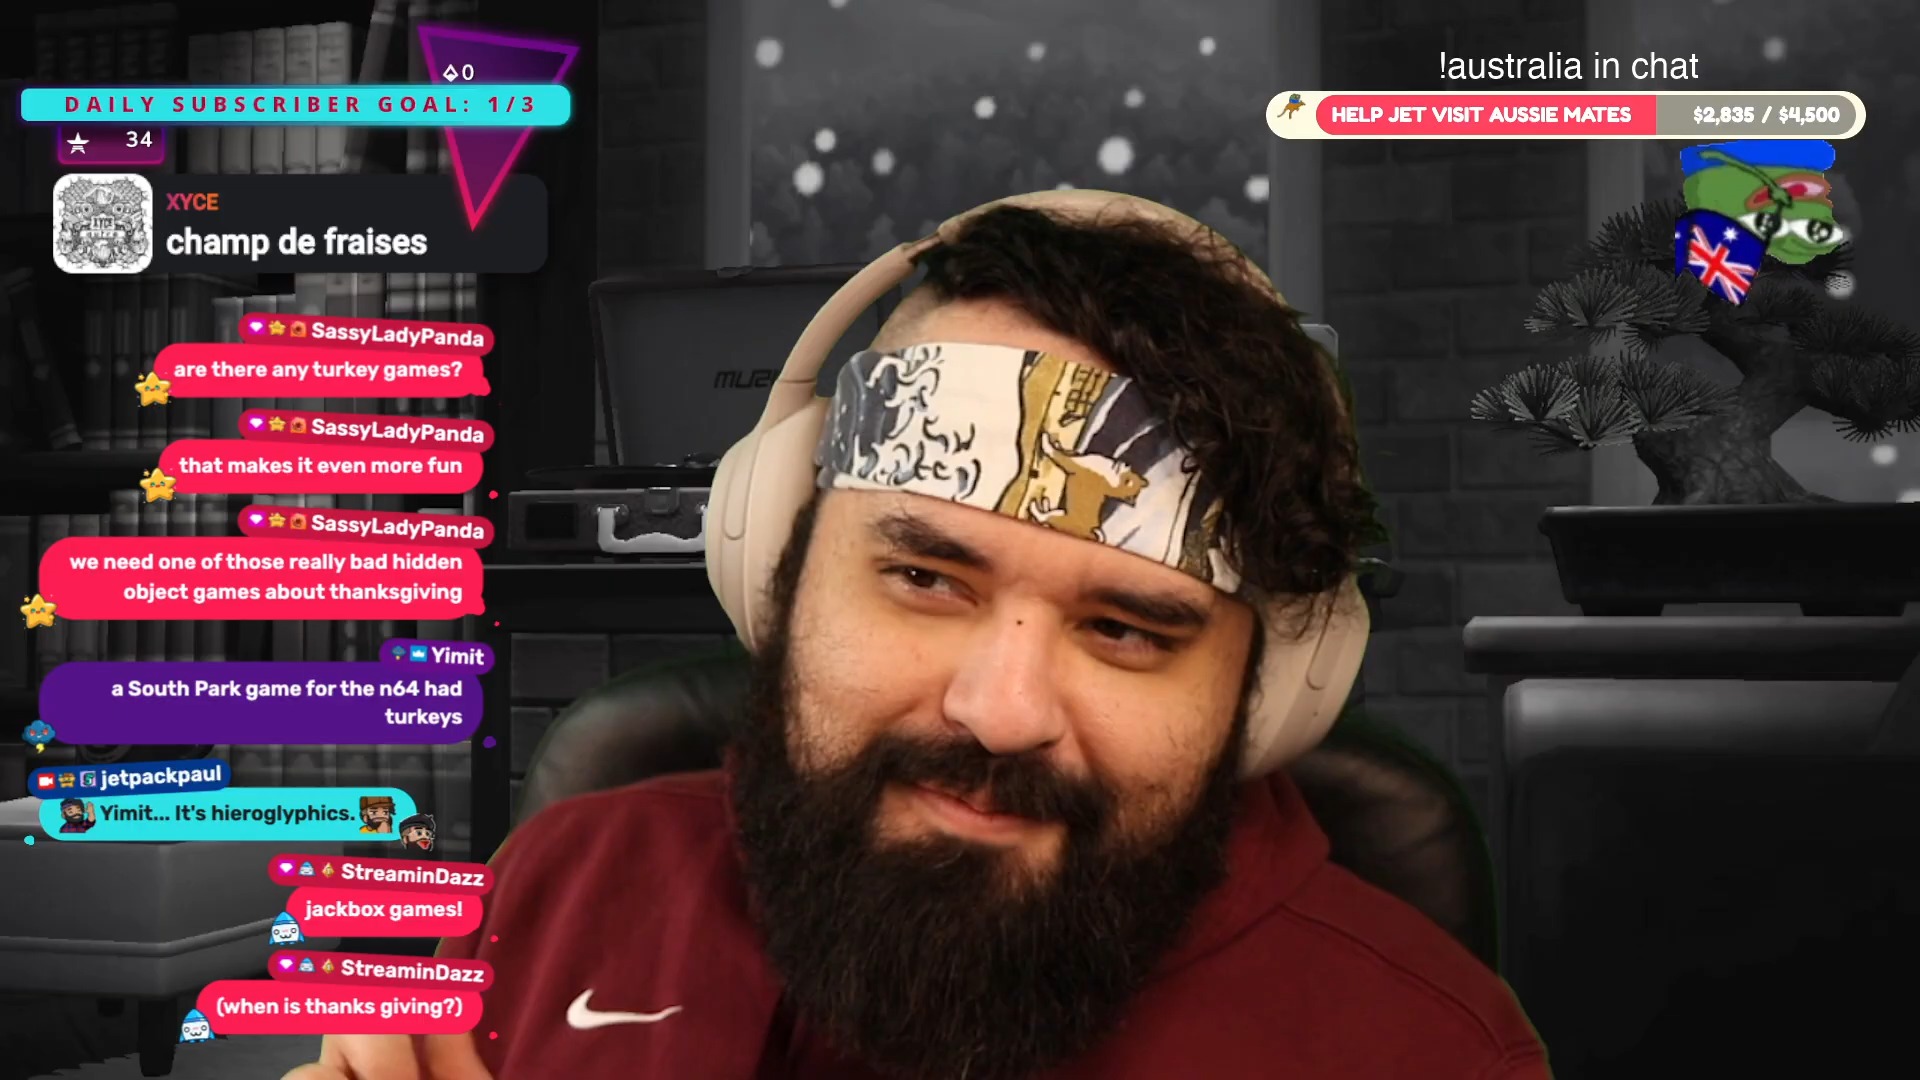 0
DAILY SUBSCRIBER GOAL: 1/3
34
XYCE
champ de fraises
SassyLadyPanda
are there any turkey games?
SassyLadyPanda
that makes it even more fun
SassyLadyPanda
we need one of those really bad hidden
object games about thanksgiving
Yimit
a South Park game for the n64 had
turkeys
jetpackpaul
Yimit... It's hieroglyphics.
StreaminDazz
jackbox games!
StreaminDazz
(when is thanks giving?)
!australia in chat
HELP JET VISIT AUSSIE MATES $2,835 / $4,500